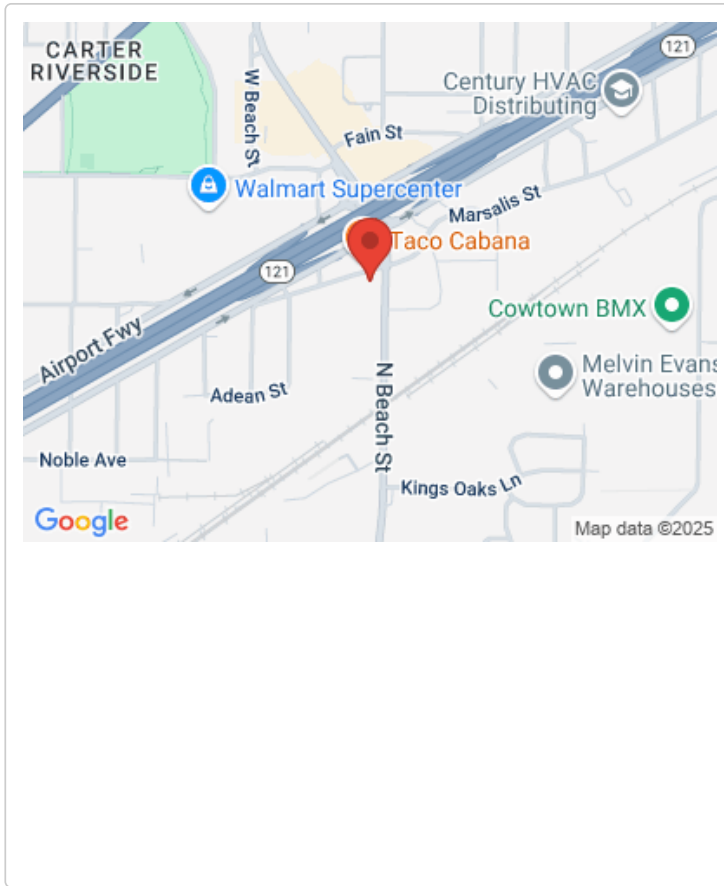 CARTER
RIVERSIDE
W Beach St
121
Century HVAC
Distributing
Fain St
Walmart Supercenter
Marsalis St
Taco Cabana
121
Cowtown BMX
Airport Fwy
Melvin Evans
Warehouses
Adean St
N Beach St
Noble Ave
Kings Oaks Ln
Google
Map data ©2025